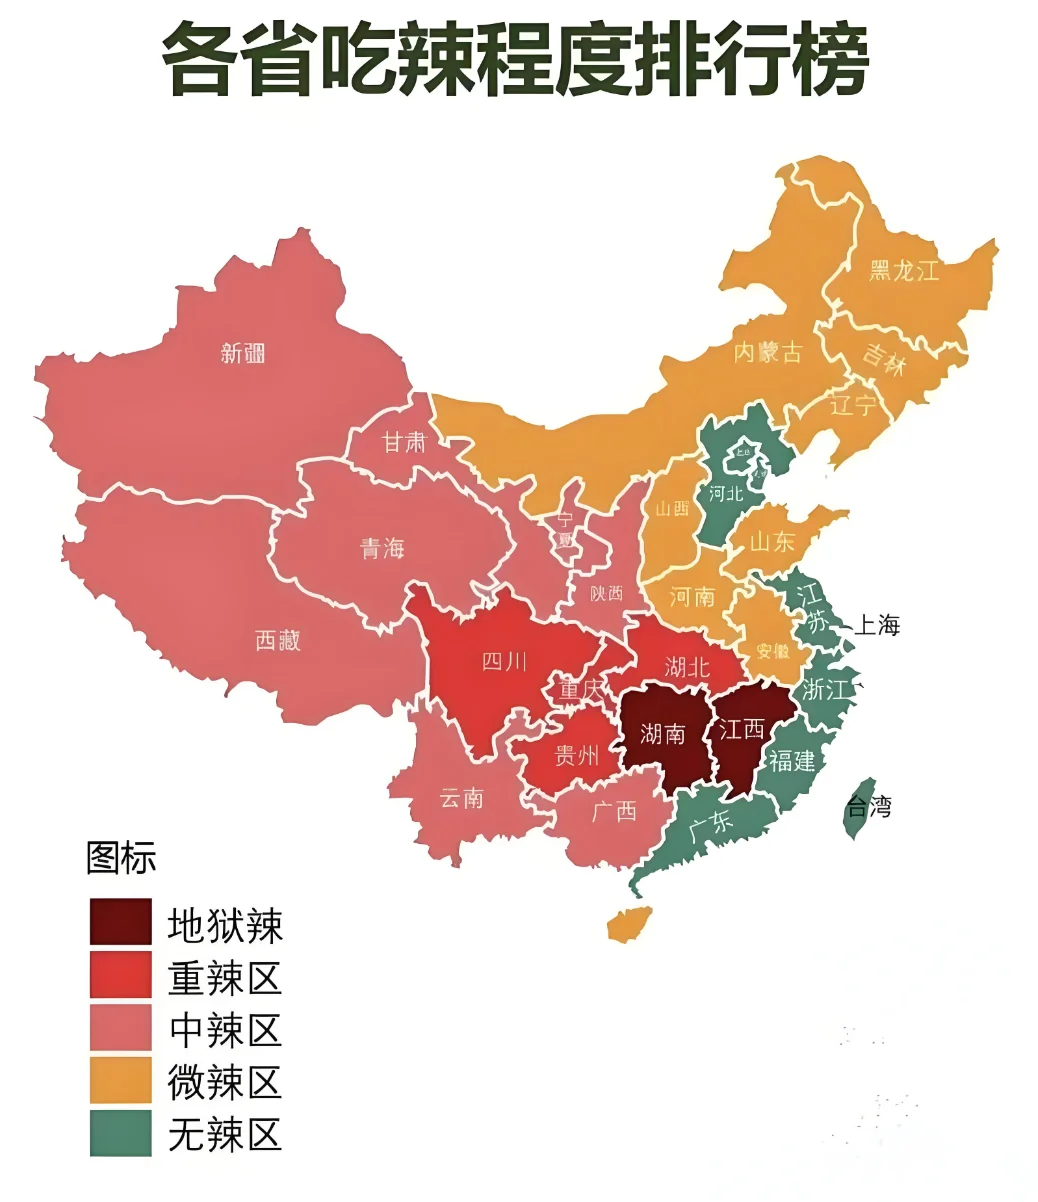 各省吃辣程度排行榜
黑龙江
内蒙古
吉林
辽宁
新疆
甘肃
河北
山西
宁夏
山东
青海
陕西
河南
江苏
上海
西藏
四川
湖北
安徽
重庆
浙江
湖南
江西
贵州
福建
云南
广西
广东
台湾
图标
地狱辣
重辣区
中辣区
微辣区
无辣区